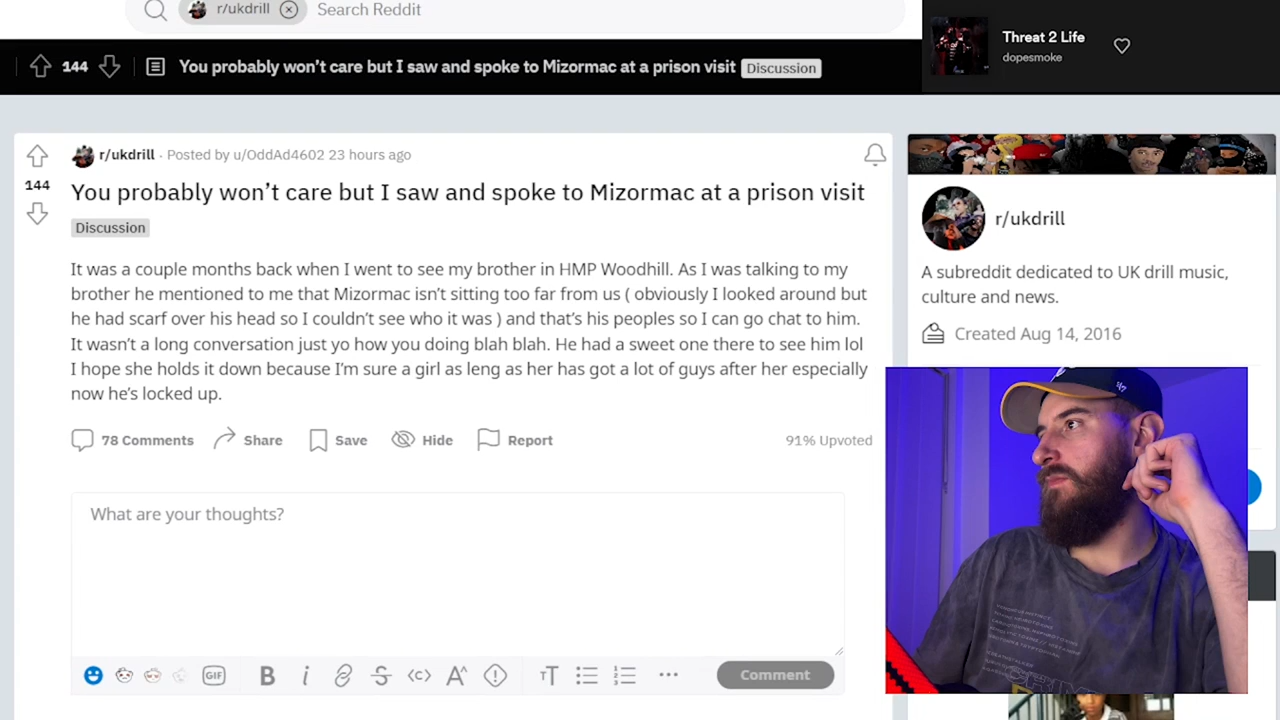 r/ukdrill
Search Reddit
Threat 2 Life
dopesmoke
144
You probably won’t care but I saw and spoke to Mizormac at a prison visit
Discussion
r/ukdrill · Posted by u/OddAd4602 23 hours ago
144
You probably won’t care but I saw and spoke to Mizormac at a prison visit
Discussion
It was a couple months back when I went to see my brother in HMP Woodhill. As I was talking to my
brother he mentioned to me that Mizormac isn’t sitting too far from us ( obviously I looked around but
he had scarf over his head so I couldn’t see who it was ) and that’s his peoples so I can go chat to him.
It wasn’t a long conversation just yo how you doing blah blah. He had a sweet one there to see him lol
I hope she holds it down because I’m sure a girl as leng as her has got a lot of guys after her especially
now he’s locked up.
78 Comments
Share
Save
Hide
Report
91% Upvoted
What are your thoughts?
GIF
Comment
r/ukdrill
A subreddit dedicated to UK drill music,
culture and news.
Created Aug 14, 2016